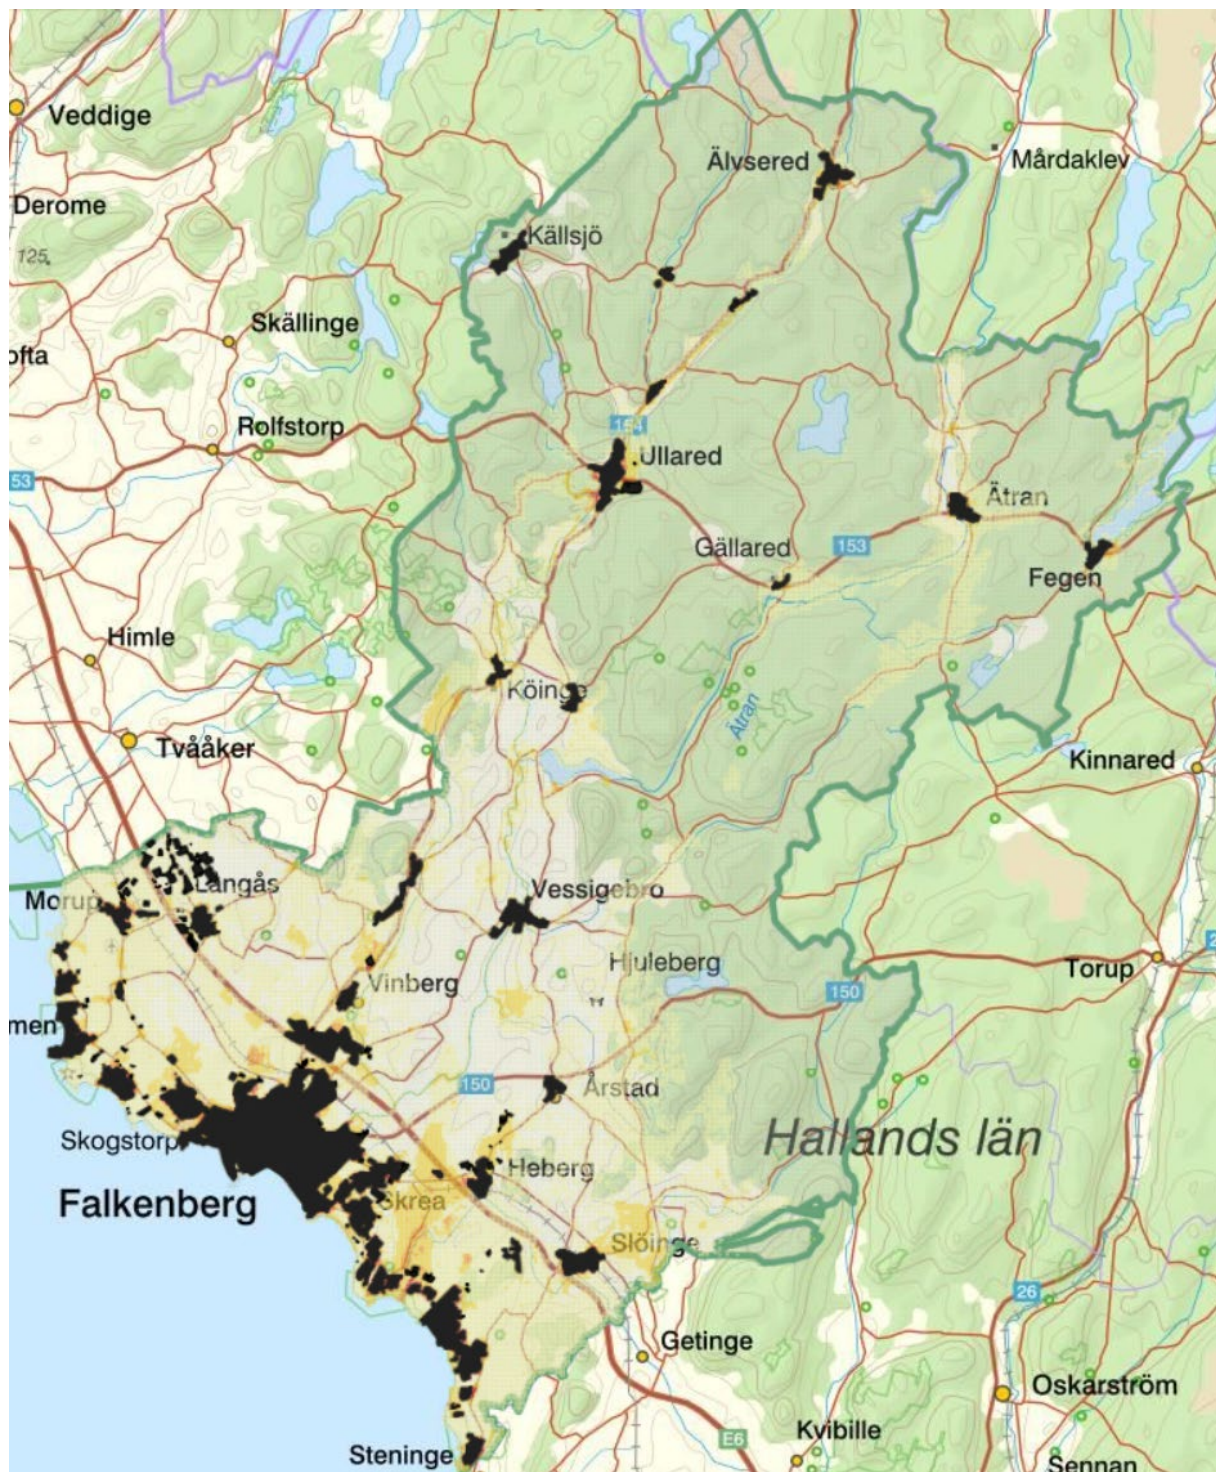 Veddige
Älvsered
Mårdaklev
Derome
Källsjö
125
Skällinge
ofta
Rolfstorp
154
53
Ullared
Ätran
Gällared
153
Fegen
Himle
Köinge
Ätran
Tvååker
Kinnared
Långås
Morup
Vessigebro
Hjuleberg
Torup
Vinberg
150
2
men
150
Årstad
Skogstorp
Hallands län
Heberg
Falkenberg
Skrea
Slöinge
26
Getinge
Oskarström
Kvibille
E6
Steninge
Sennan